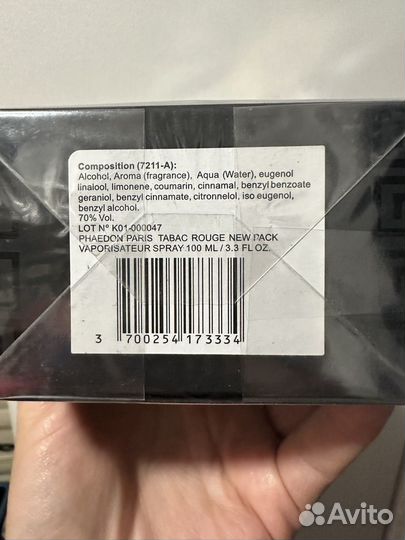 Composition (7211-A):
Alcohol, Aroma (fragrance), Aqua (Water), eugenol
linalool, limonene, coumarin, cinnamal, benzyl benzoate
geraniol, benzyl cinnamate, citronnelol, iso eugenol,
benzyl alcohol.
70% Vol.
LOT N° K01-000047
PHAEDON PARIS TABAC ROUGE NEW PACK
VAPORISATEUR SPRAY 100 ML / 3.3 FL OZ.
3 700254 173334
Avito